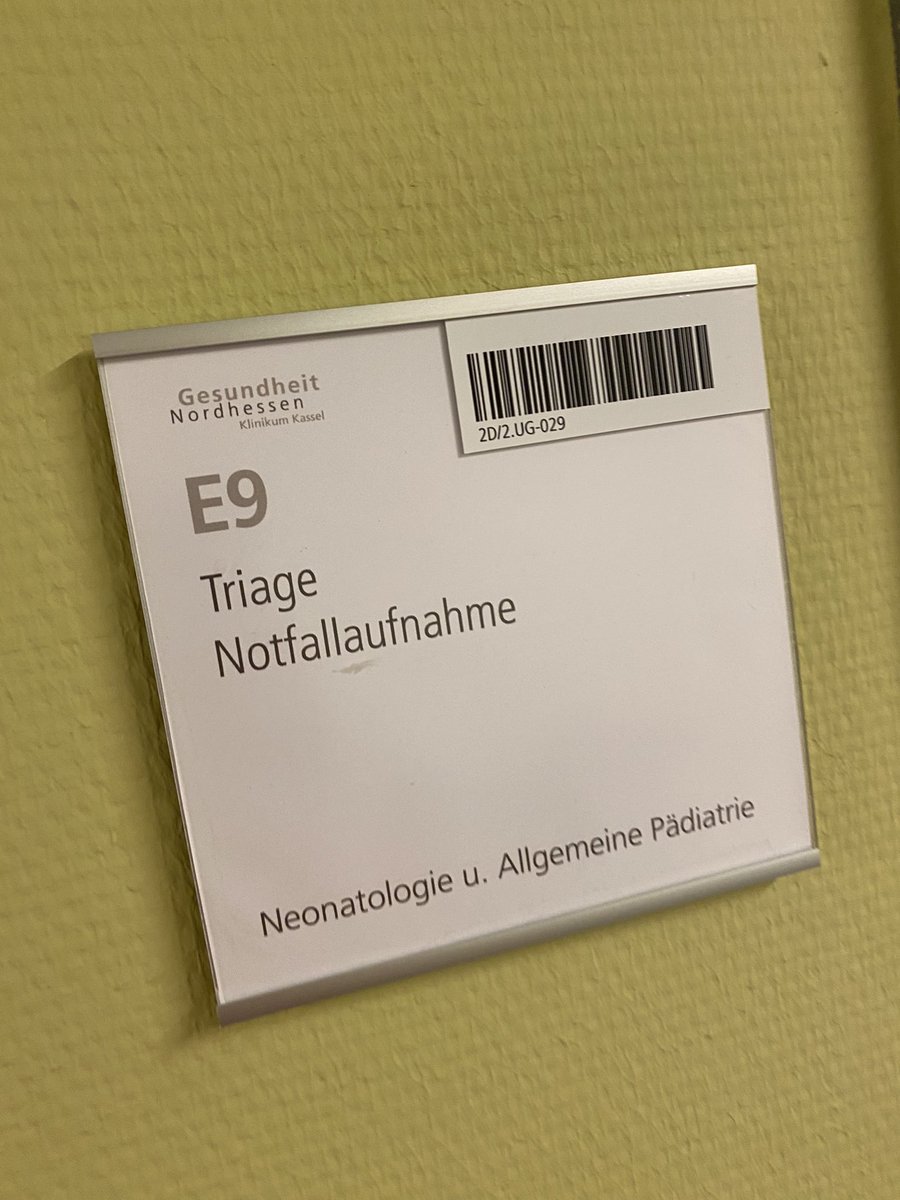 Gesundheit
Nordhessen
Klinikum Kassel
2D/2.UG-029
E9
Triage
Notfallaufnahme
Neonatologie u. Allgemeine Pädiatrie